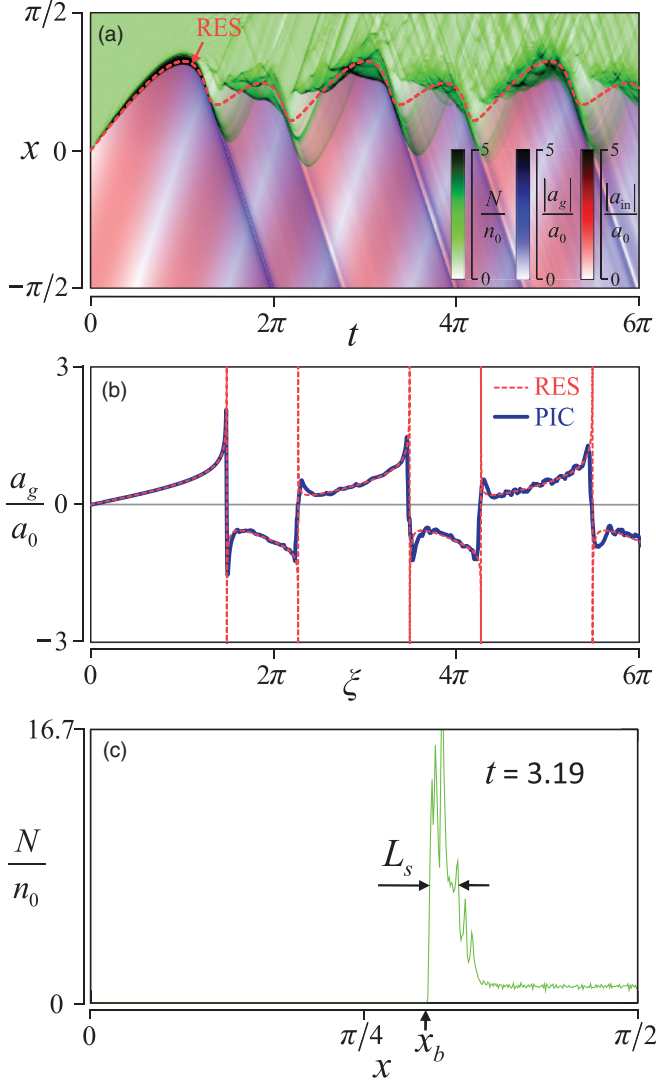 π/2
(a)
RES
x
0
5
5
5
N/n₀
|a_g|/a₀
|a_in|/a₀
0
0
0
−π/2
0
2π
4π
6π
t
3
(b)
RES
PIC
a_g/a₀
0
−3
0
2π
4π
6π
ξ
16.7
(c)
t = 3.19
N/n₀
L_s
0
0
π/4
x_b
π/2
x